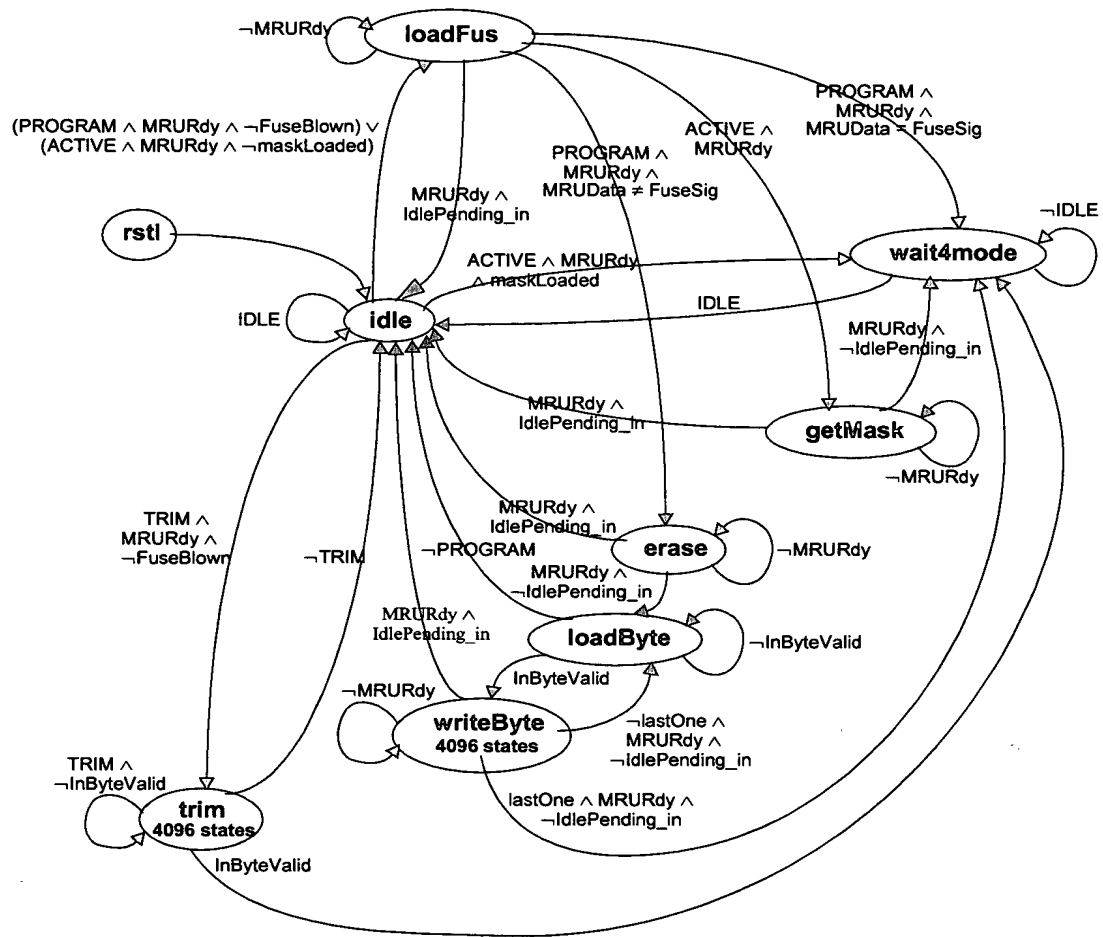 ¬MRURdy
loadFus
(PROGRAM ∧ MRURdy ∧ ¬FuseBlown) ∨
(ACTIVE ∧ MRURdy ∧ ¬maskLoaded)
MRURdy ∧
IdlePending_in
PROGRAM ∧
MRURdy ∧
MRUData ≠ FuseSig
ACTIVE ∧
MRURdy
PROGRAM ∧
MRURdy ∧
MRUData = FuseSig
rstl
¬IDLE
wait4mode
ACTIVE ∧ MRURdy
∧ maskLoaded
IDLE
IDLE
idle
MRURdy ∧
¬IdlePending_in
MRURdy ∧
IdlePending_in
getMask
¬MRURdy
TRIM ∧
MRURdy ∧
¬FuseBlown
¬TRIM
MRURdy ∧
IdlePending_in
erase
¬MRURdy
¬PROGRAM
MRURdy ∧
¬IdlePending_in
MRURdy ∧
IdlePending_in
loadByte
¬InByteValid
InByteValid
¬MRURdy
writeByte
4096 states
¬lastOne ∧
MRURdy ∧
¬IdlePending_in
TRIM ∧
¬InByteValid
trim
4096 states
lastOne ∧ MRURdy ∧
¬IdlePending_in
InByteValid